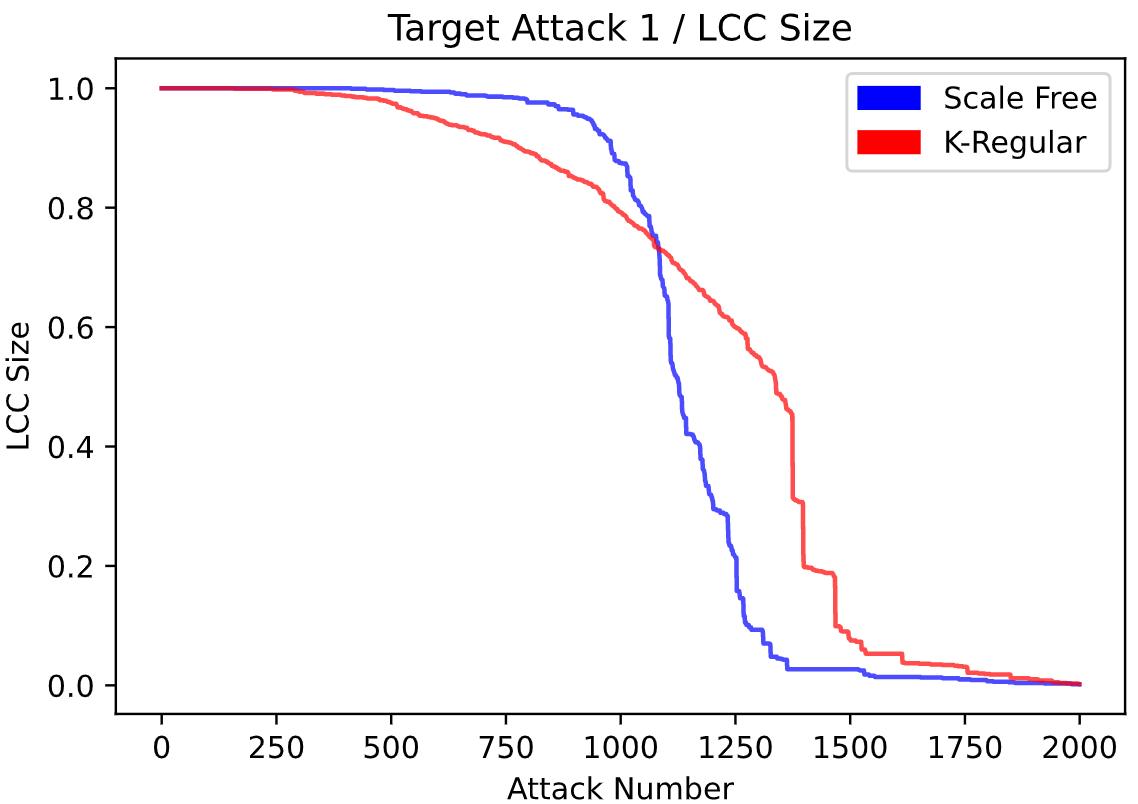 Target Attack 1 / LCC Size
1.0
0.8
0.6
0.4
0.2
0.0
LCC Size
Scale Free
K-Regular
0 250 500 750 1000 1250 1500 1750 2000
Attack Number